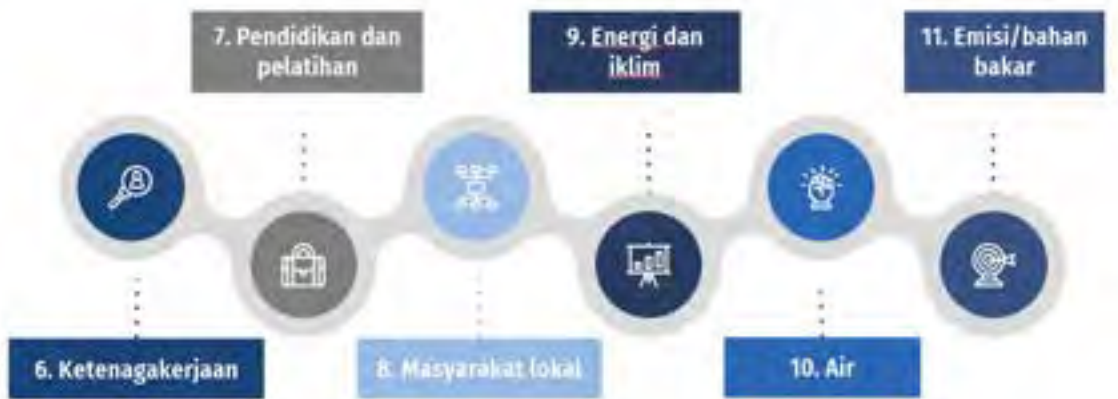 7. Pendidikan dan
pelatihan
9. Energi dan
iklim
11. Emisi/bahan
bakar
6. Ketenagakerjaan
8. Masyarakat lokal
10. Air